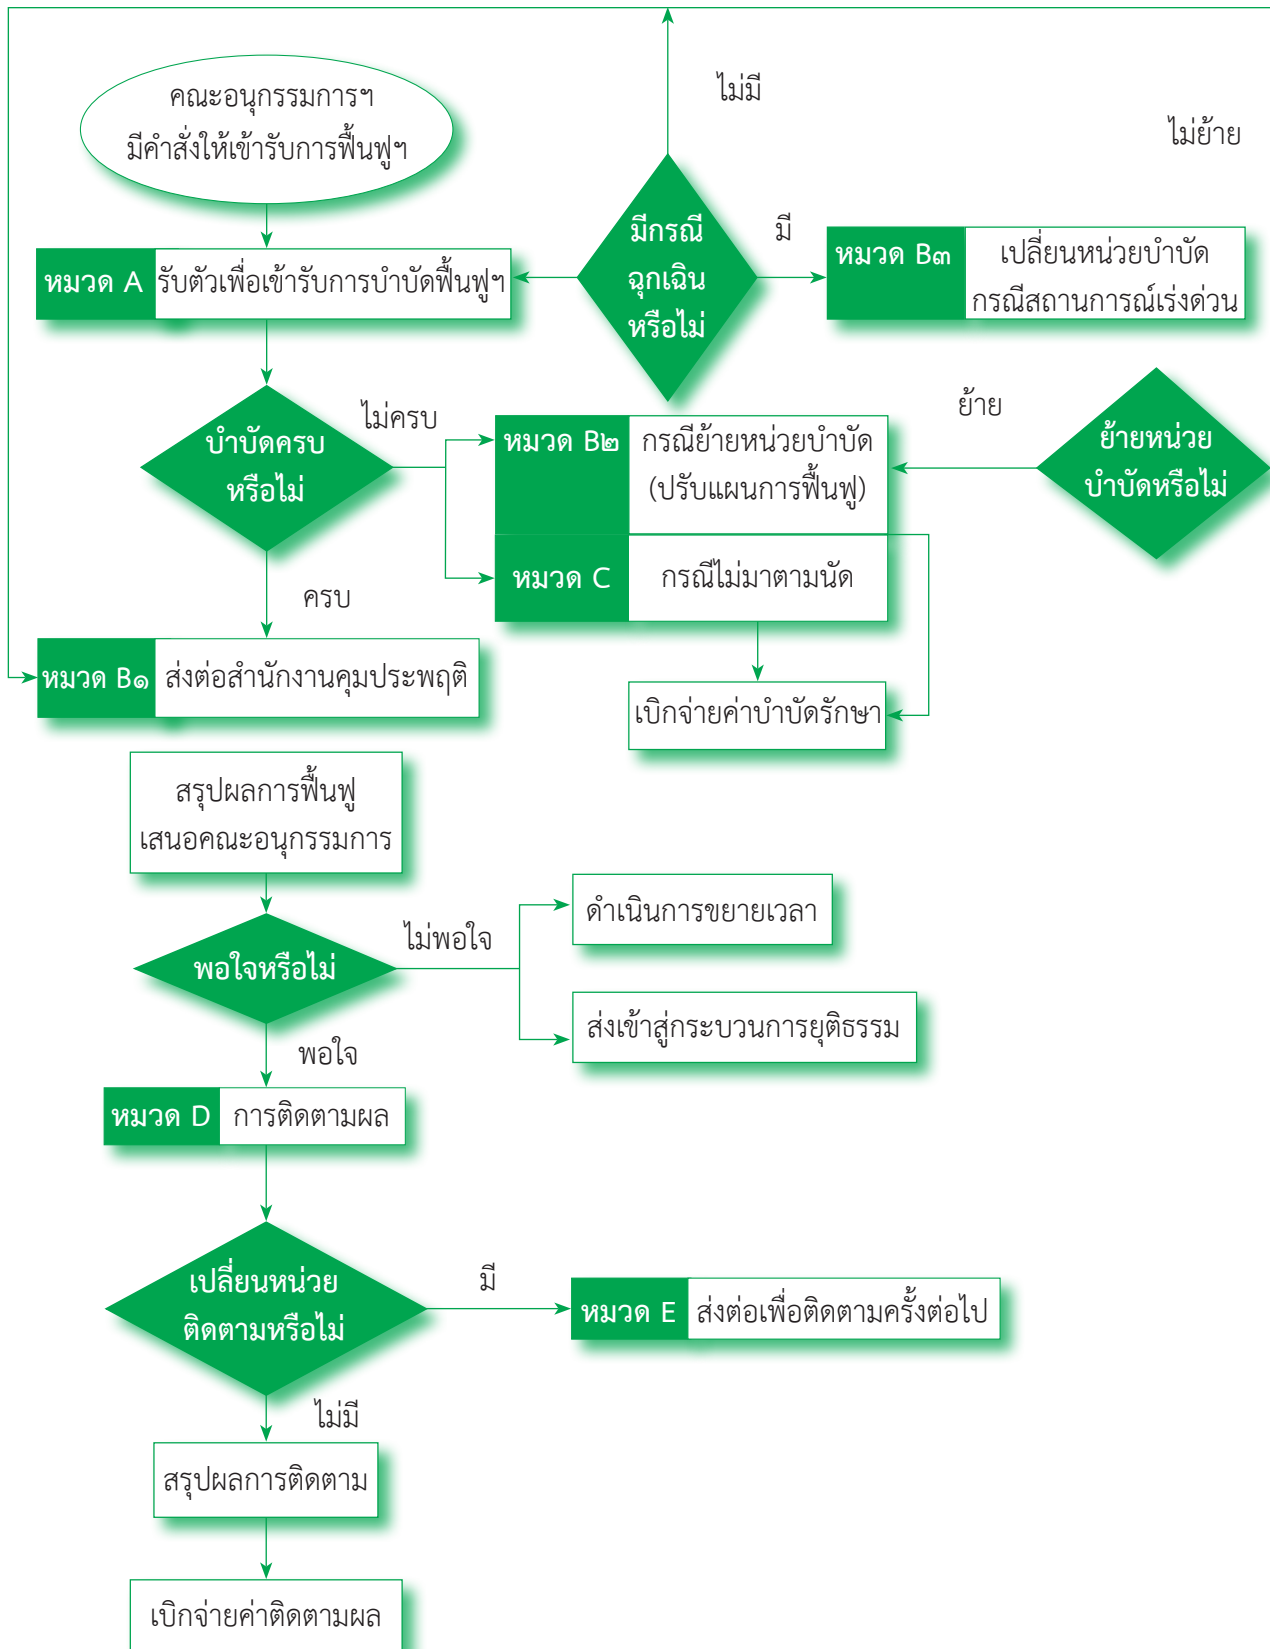 คณะอนุกรรมการฯ
มีคำสั่งให้เข้ารับการฟื้นฟูฯ
ไม่มี
ไม่ย้าย
หมวด A
รับตัวเพื่อเข้ารับการบำบัดฟื้นฟูฯ
มีกรณี
ฉุกเฉิน
หรือไม่
มี
หมวด B๓
เปลี่ยนหน่วยบำบัด
กรณีสถานการณ์เร่งด่วน
บำบัดครบ
หรือไม่
ไม่ครบ
หมวด B๒
กรณีย้ายหน่วยบำบัด
(ปรับแผนการฟื้นฟู)
ย้าย
ย้ายหน่วย
บำบัดหรือไม่
หมวด C
กรณีไม่มาตามนัด
ครบ
หมวด B๑
ส่งต่อสำนักงานคุมประพฤติ
เบิกจ่ายค่าบำบัดรักษา
สรุปผลการฟื้นฟู
เสนอคณะอนุกรรมการ
พอใจหรือไม่
ไม่พอใจ
ดำเนินการขยายเวลา
ส่งเข้าสู่กระบวนการยุติธรรม
พอใจ
หมวด D
การติดตามผล
เปลี่ยนหน่วย
ติดตามหรือไม่
มี
หมวด E
ส่งต่อเพื่อติดตามครั้งต่อไป
ไม่มี
สรุปผลการติดตาม
เบิกจ่ายค่าติดตามผล